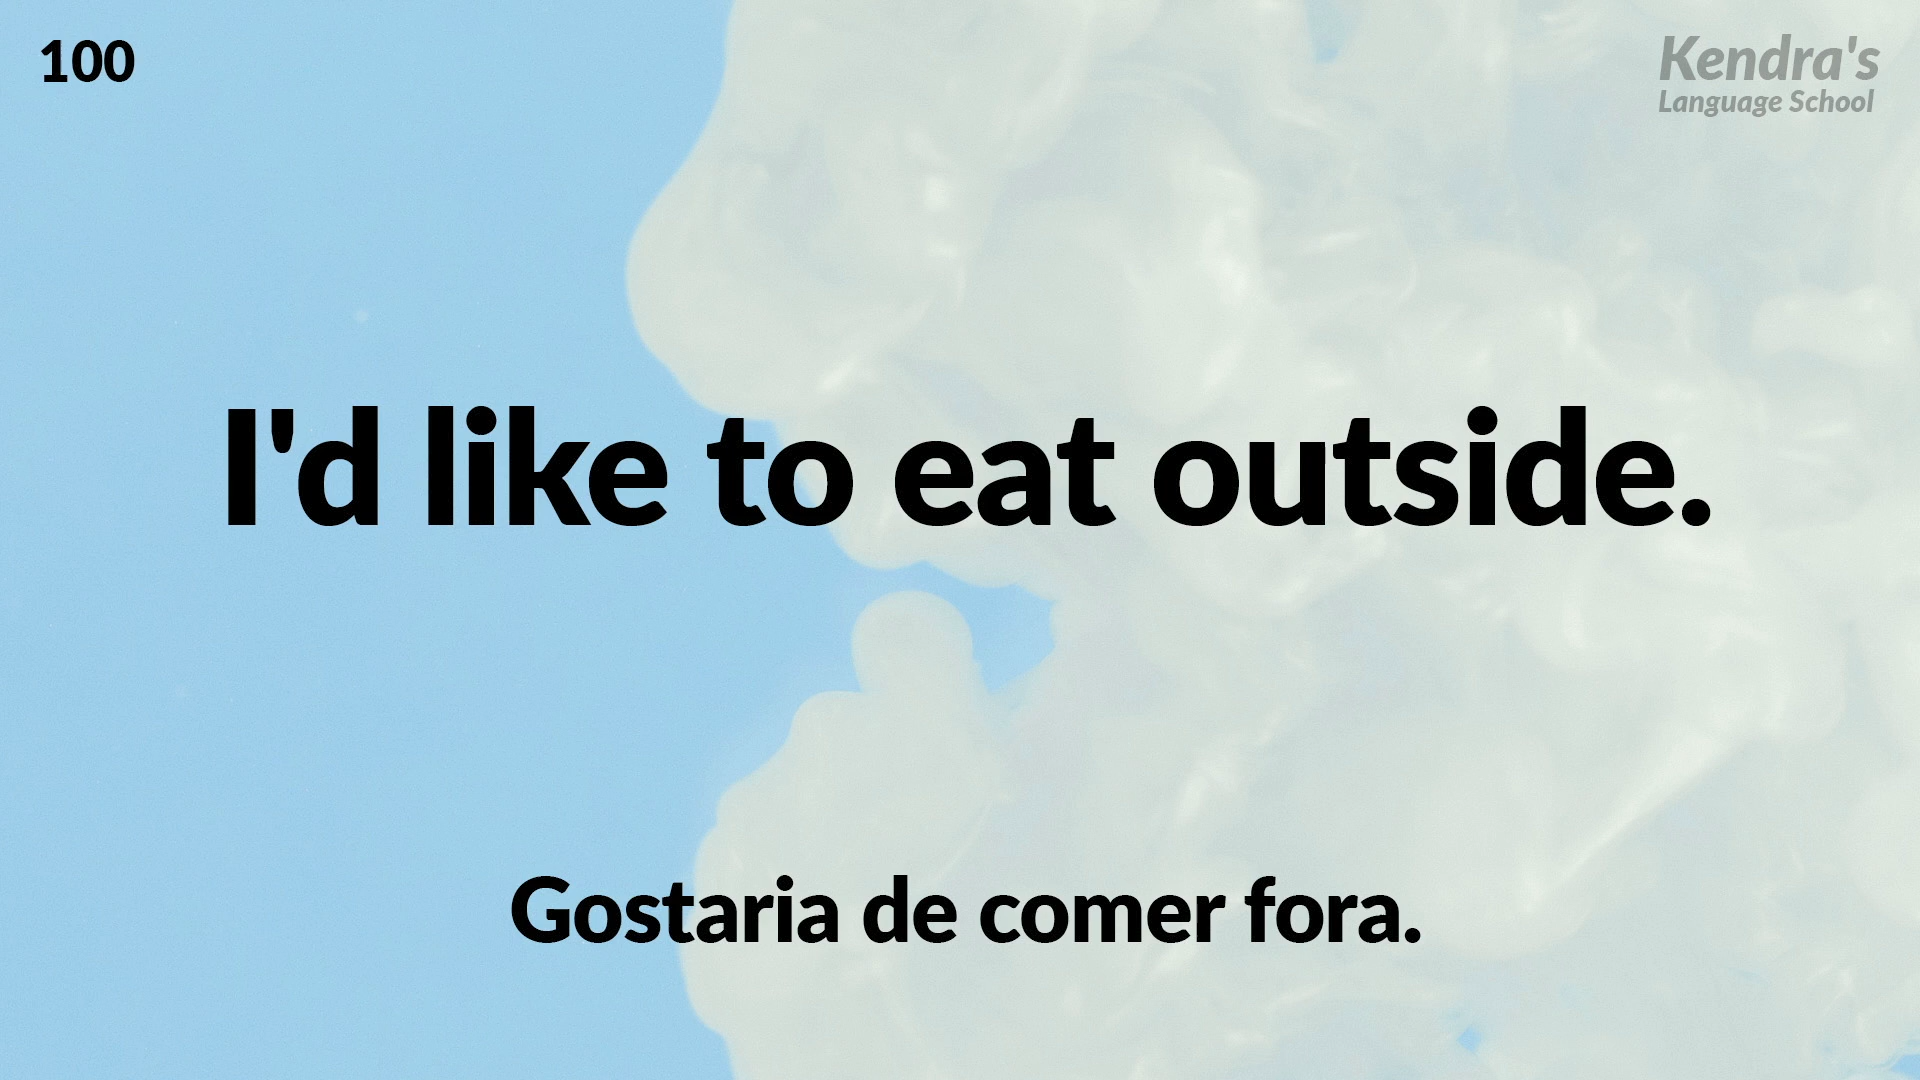 100
Kendra's
Language School
I'd like to eat outside.
Gostaria de comer fora.